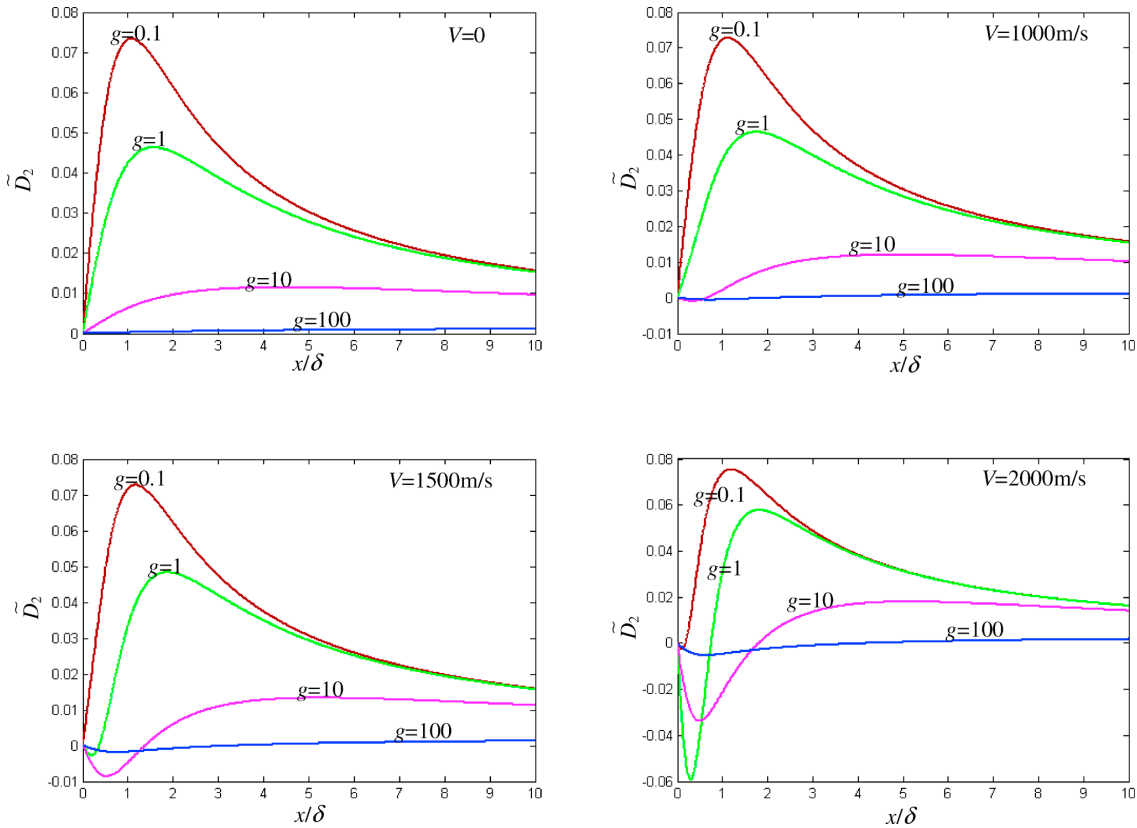 0.08
g=0.1
V=0
0.07
0.06
g=1
0.05
0.04
D̃₂
0.03
0.02
g=10
0.01
g=100
0
0 1 2 3 4 5 6 7 8 9 10
x/δ
0.08
g=0.1
V=1000m/s
0.07
0.06
g=1
0.05
0.04
D̃₂
0.03
0.02
g=10
0.01
g=100
0
-0.01
0 1 2 3 4 5 6 7 8 9 10
x/δ
0.08
g=0.1
V=1500m/s
0.07
0.06
g=1
0.05
0.04
D̃₂
0.03
0.02
g=10
0.01
g=100
0
-0.01
0 1 2 3 4 5 6 7 8 9 10
x/δ
0.08
V=2000m/s
g=0.1
0.06
0.04
g=1
0.02
g=10
D̃₂
g=100
0
-0.02
-0.04
-0.06
0 1 2 3 4 5 6 7 8 9 10
x/δ